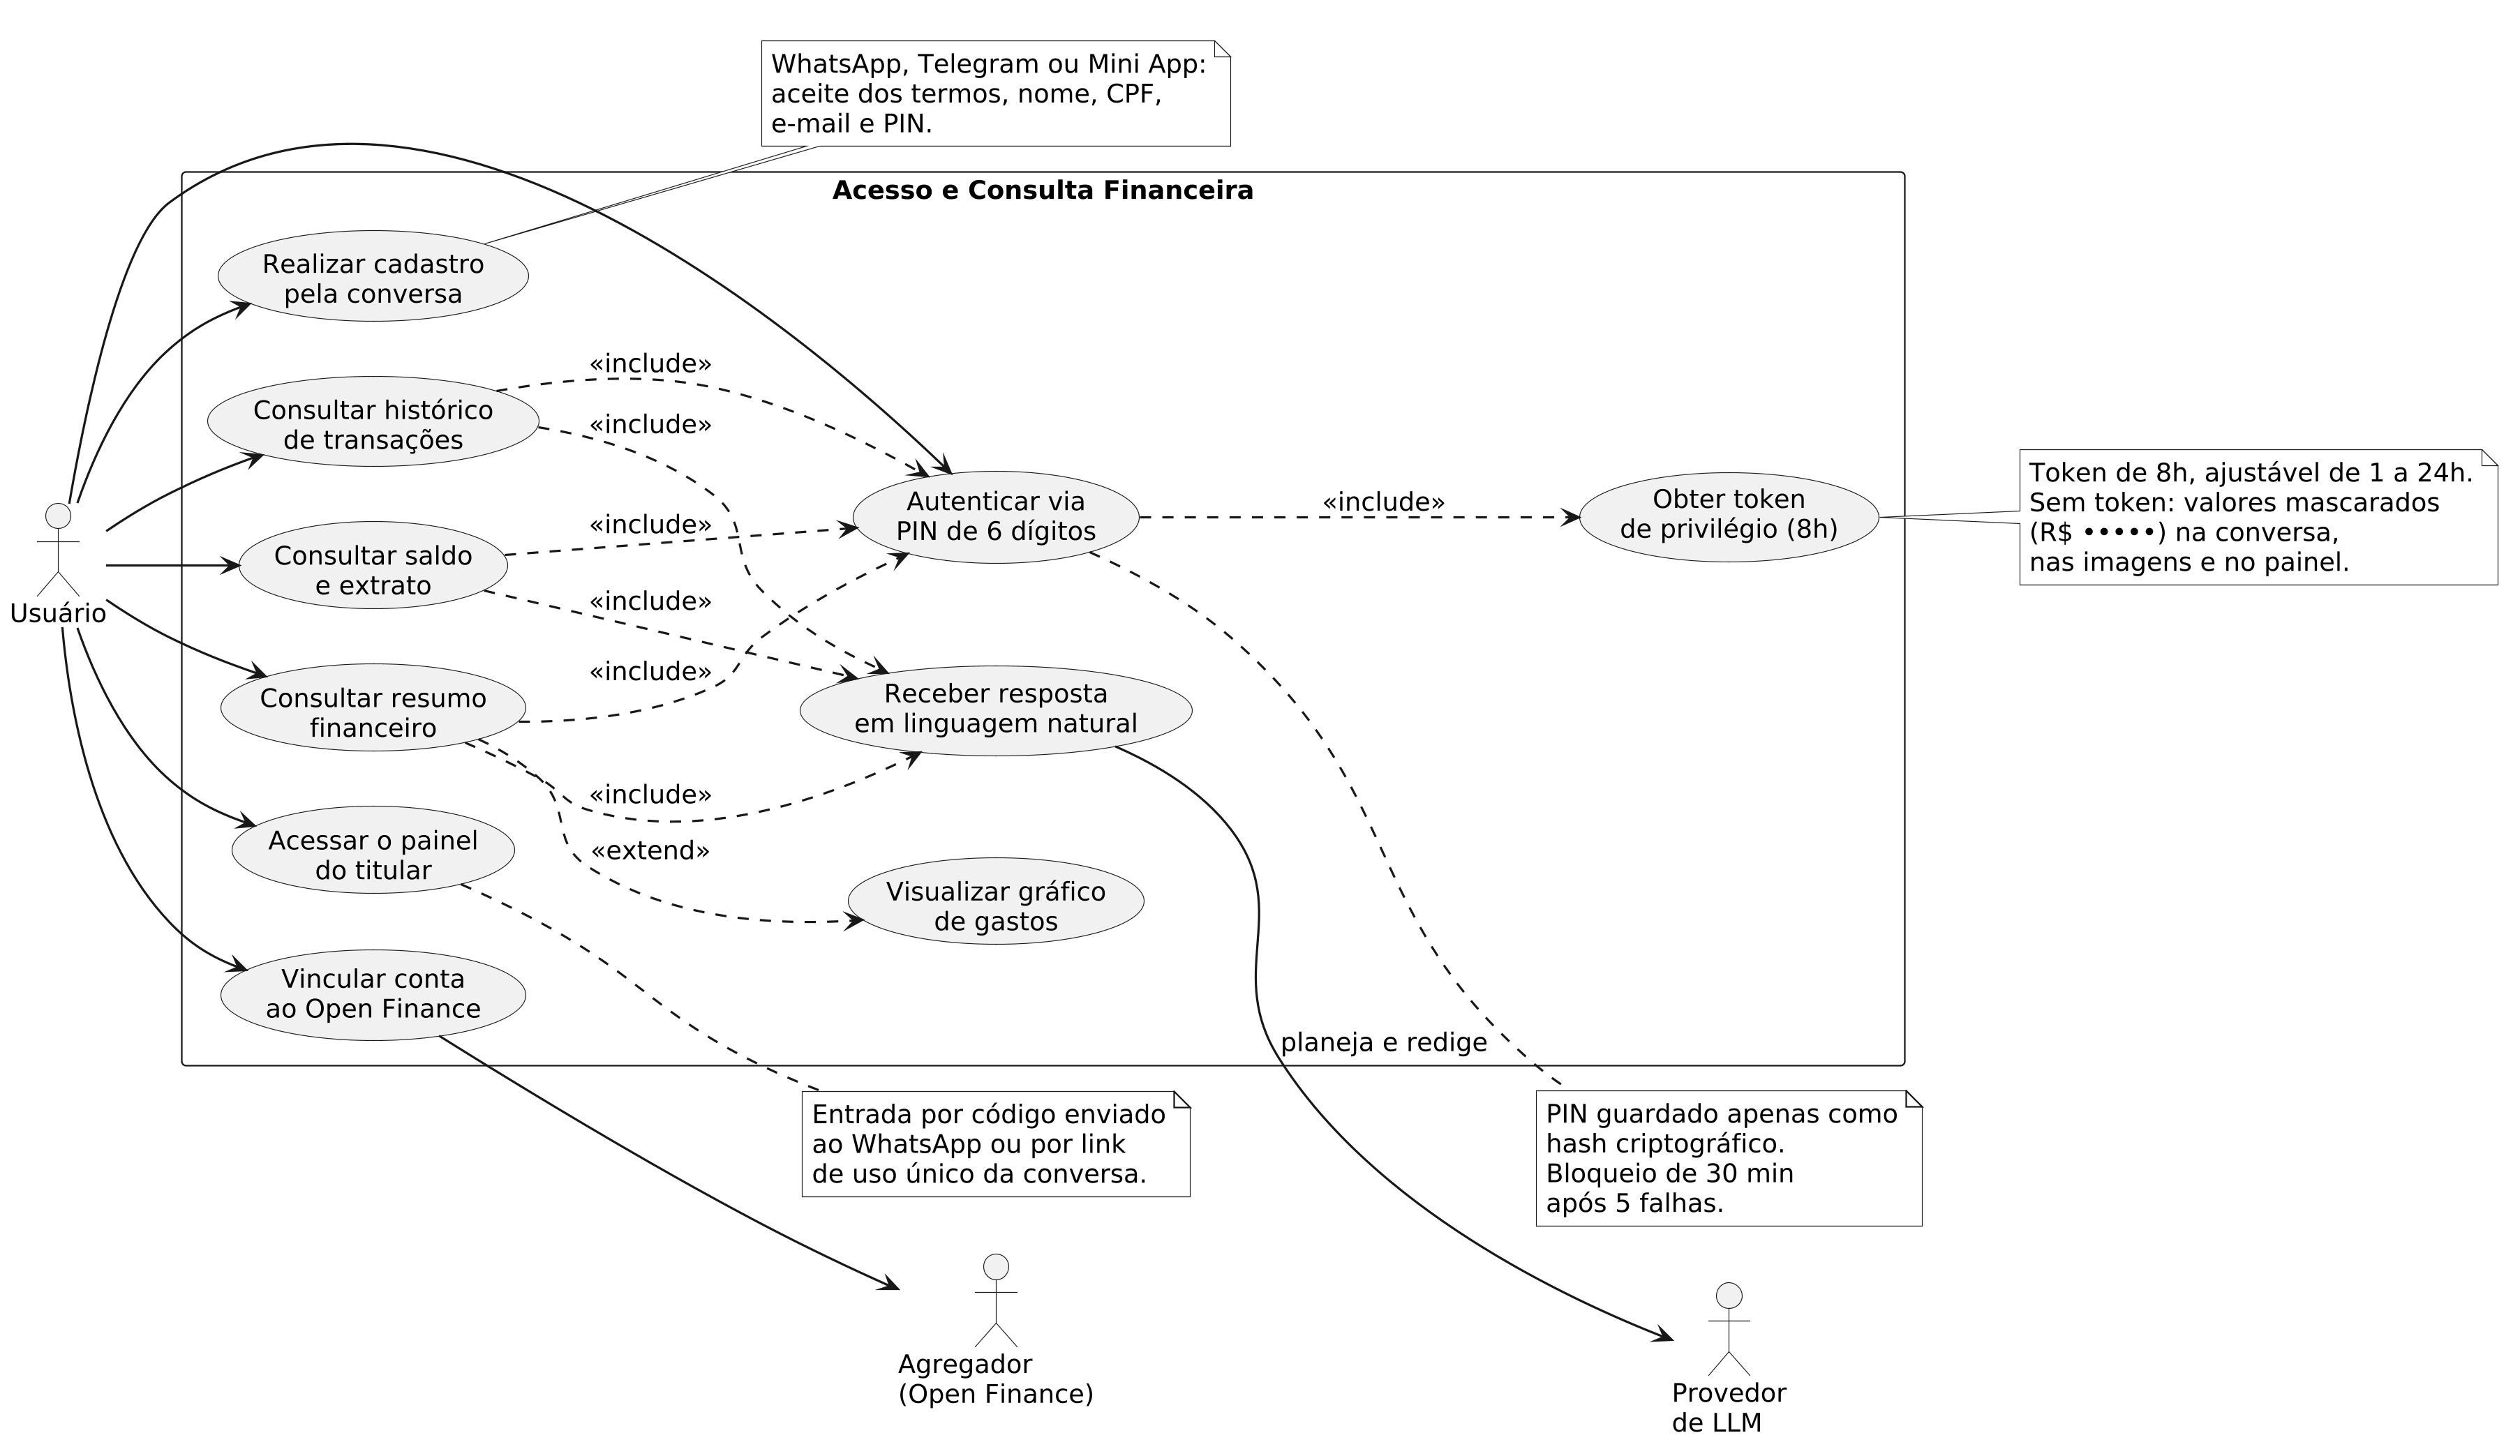 WhatsApp, Telegram ou Mini App:
aceite dos termos, nome, CPF,
e-mail e PIN.
Acesso e Consulta Financeira
Realizar cadastro
pela conversa
«include»
Consultar histórico
de transações
«include»
Autenticar via
PIN de 6 dígitos
«include»
Obter token
de privilégio (8h)
Token de 8h, ajustável de 1 a 24h.
Sem token: valores mascarados
(R$ •••••) na conversa,
nas imagens e no painel.
«include»
Consultar saldo
e extrato
Usuário
«include»
«include»
Consultar resumo
financeiro
Receber resposta
em linguagem natural
«include»
«extend»
Acessar o painel
do titular
Visualizar gráfico
de gastos
Vincular conta
ao Open Finance
planeja e redige
Entrada por código enviado
ao WhatsApp ou por link
de uso único da conversa.
PIN guardado apenas como
hash criptográfico.
Bloqueio de 30 min
após 5 falhas.
Agregador
(Open Finance)
Provedor
de LLM